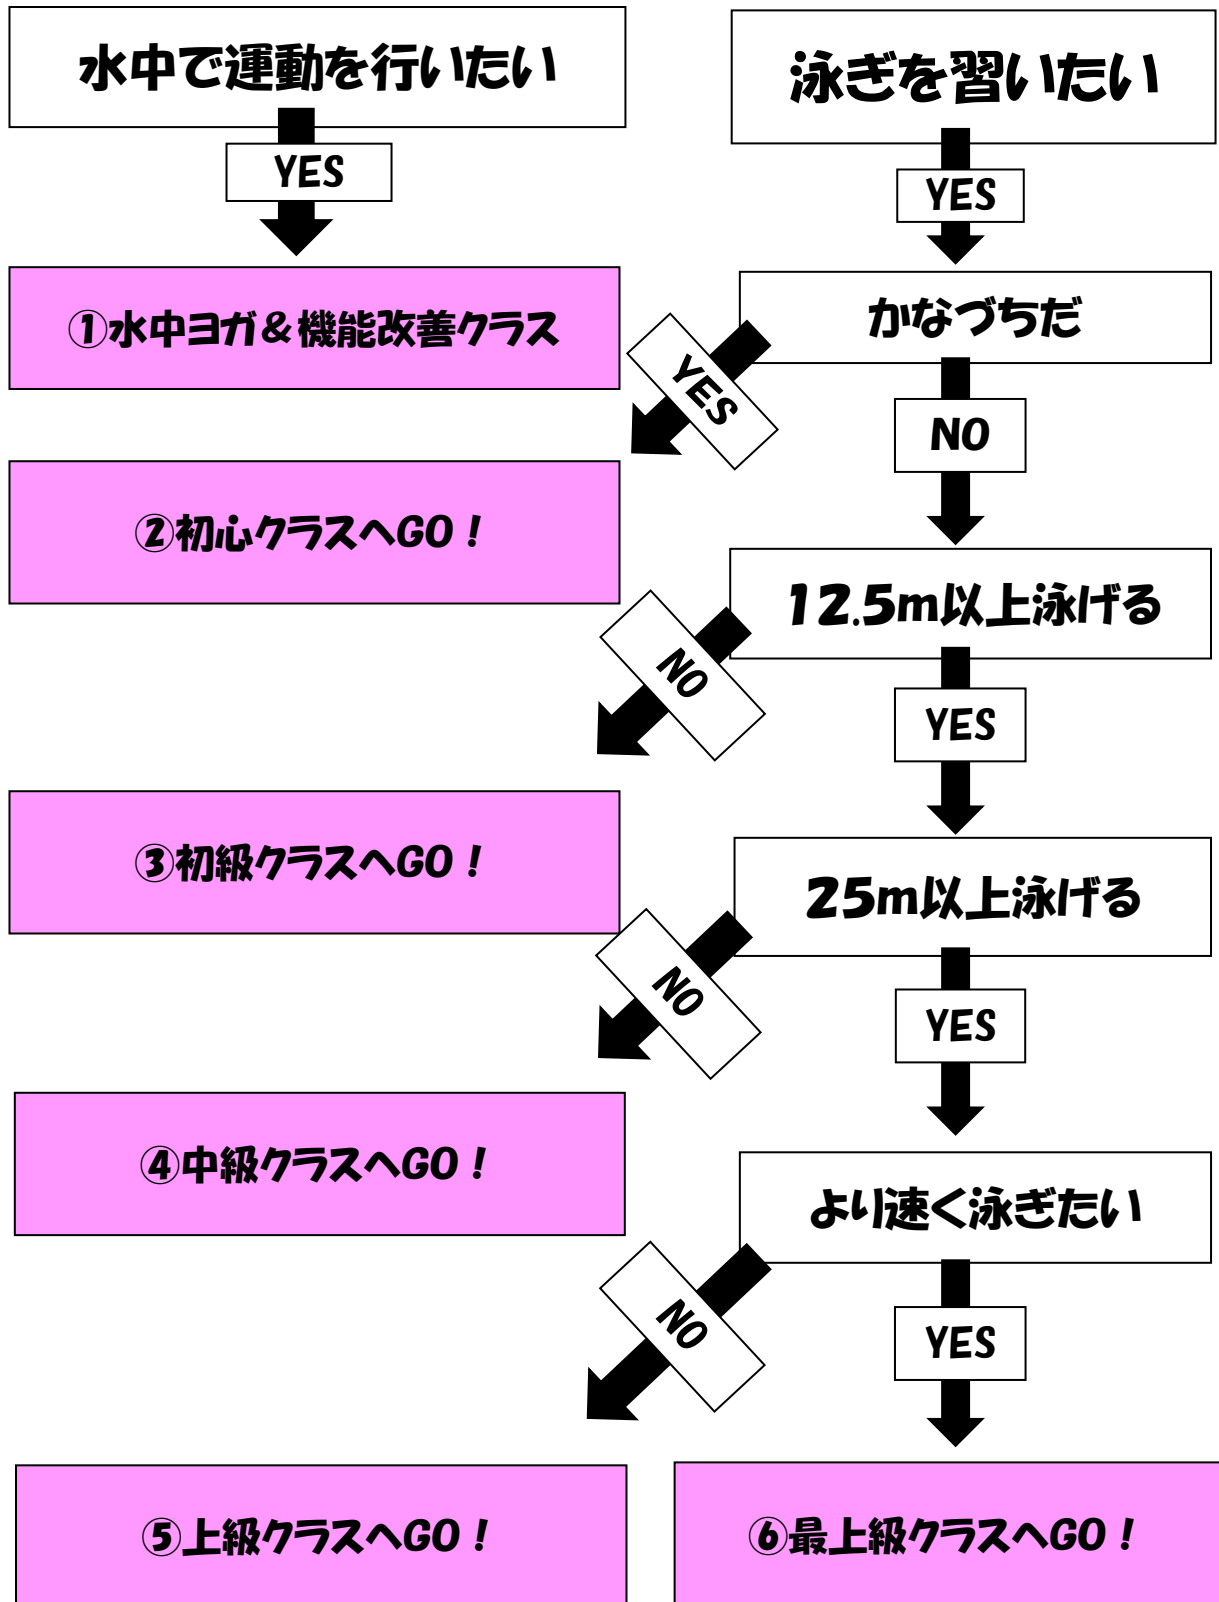 水中で運動を行いたい
泳ぎを習いたい
YES
YES
①水中ヨガ＆機能改善クラス
かなづちだ
YES
NO
②初心クラスへGO！
12.5m以上泳げる
NO
YES
③初級クラスへGO！
25m以上泳げる
NO
YES
④中級クラスへGO！
より速く泳ぎたい
NO
YES
⑤上級クラスへGO！
⑥最上級クラスへGO！